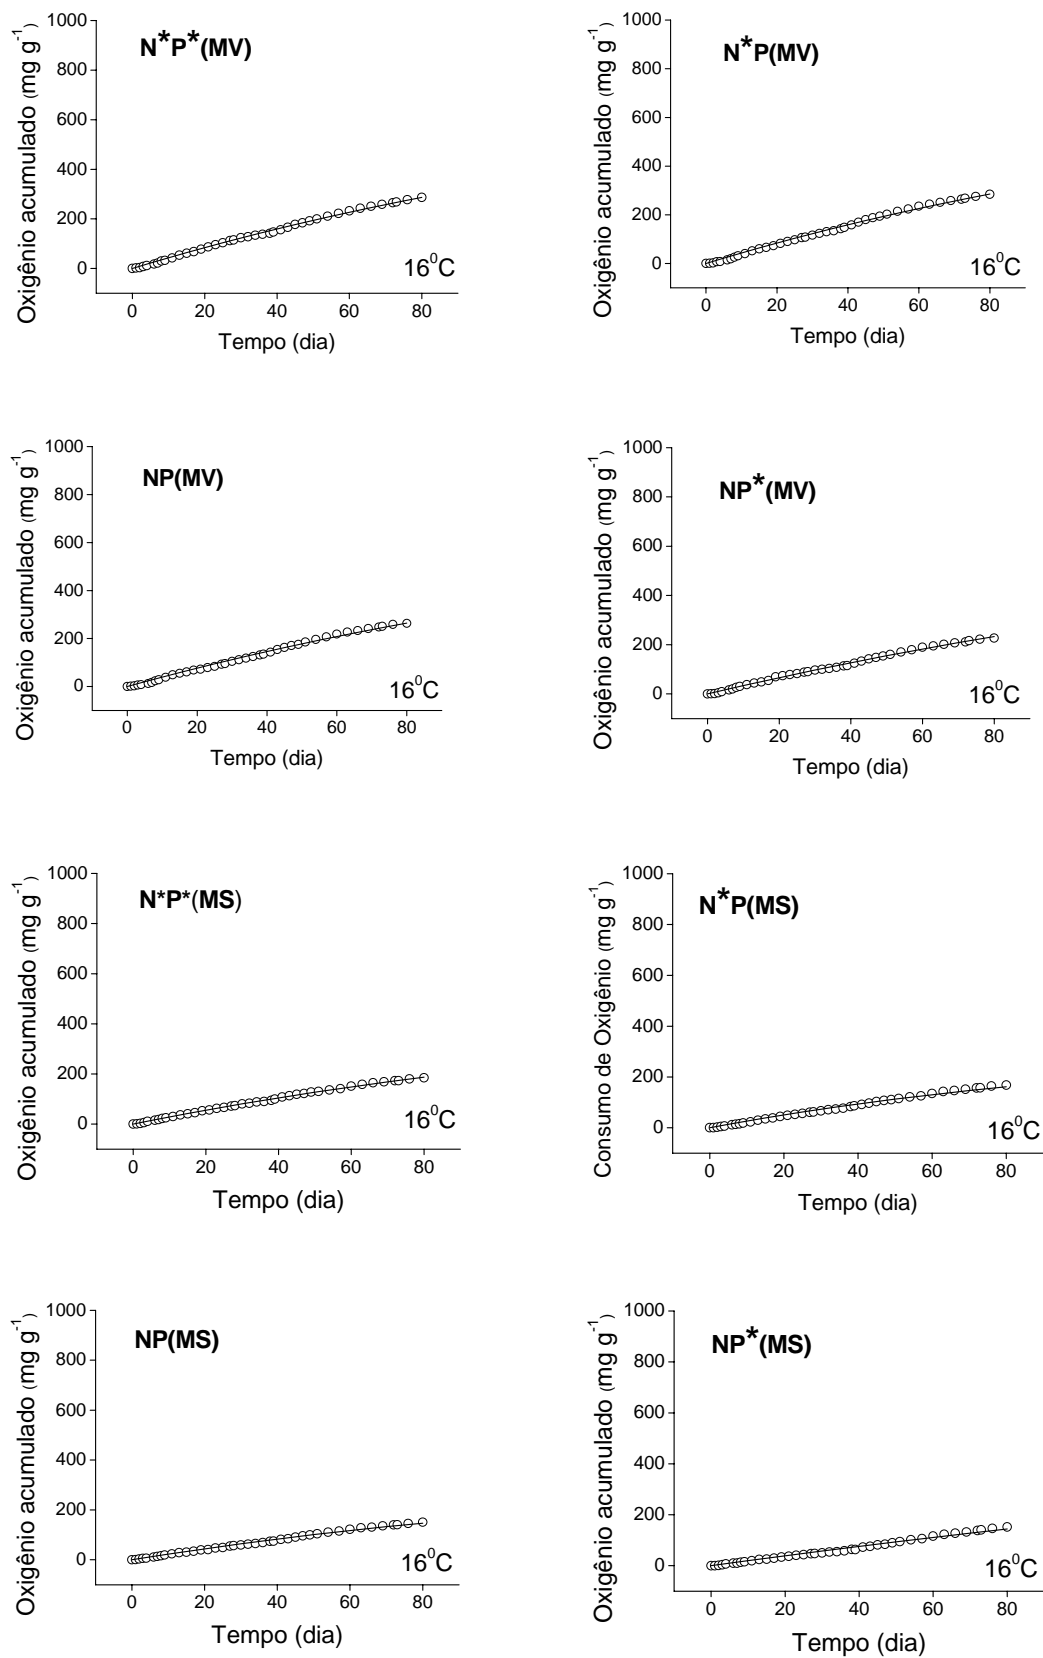 N*P*(MV)
Oxigênio acumulado (mg g⁻¹)
1000
800
600
400
200
0
16⁰C
0 20 40 60 80
Tempo (dia)
N*P(MV)
Oxigênio acumulado (mg g⁻¹)
1000
800
600
400
200
0
16⁰C
0 20 40 60 80
Tempo (dia)
NP(MV)
Oxigênio acumulado (mg g⁻¹)
1000
800
600
400
200
0
16⁰C
0 20 40 60 80
Tempo (dia)
NP*(MV)
Oxigênio acumulado (mg g⁻¹)
1000
800
600
400
200
0
16⁰C
0 20 40 60 80
Tempo (dia)
N*P*(MS)
Oxigênio acumulado (mg g⁻¹)
1000
800
600
400
200
0
16⁰C
0 20 40 60 80
Tempo (dia)
N*P(MS)
Consumo de Oxigênio (mg g⁻¹)
1000
800
600
400
200
0
16⁰C
0 20 40 60 80
Tempo (dia)
NP(MS)
Oxigênio acumulado (mg g⁻¹)
1000
800
600
400
200
0
16⁰C
0 20 40 60 80
Tempo (dia)
NP*(MS)
Oxigênio acumulado (mg g⁻¹)
1000
800
600
400
200
0
16⁰C
0 20 40 60 80
Tempo (dia)